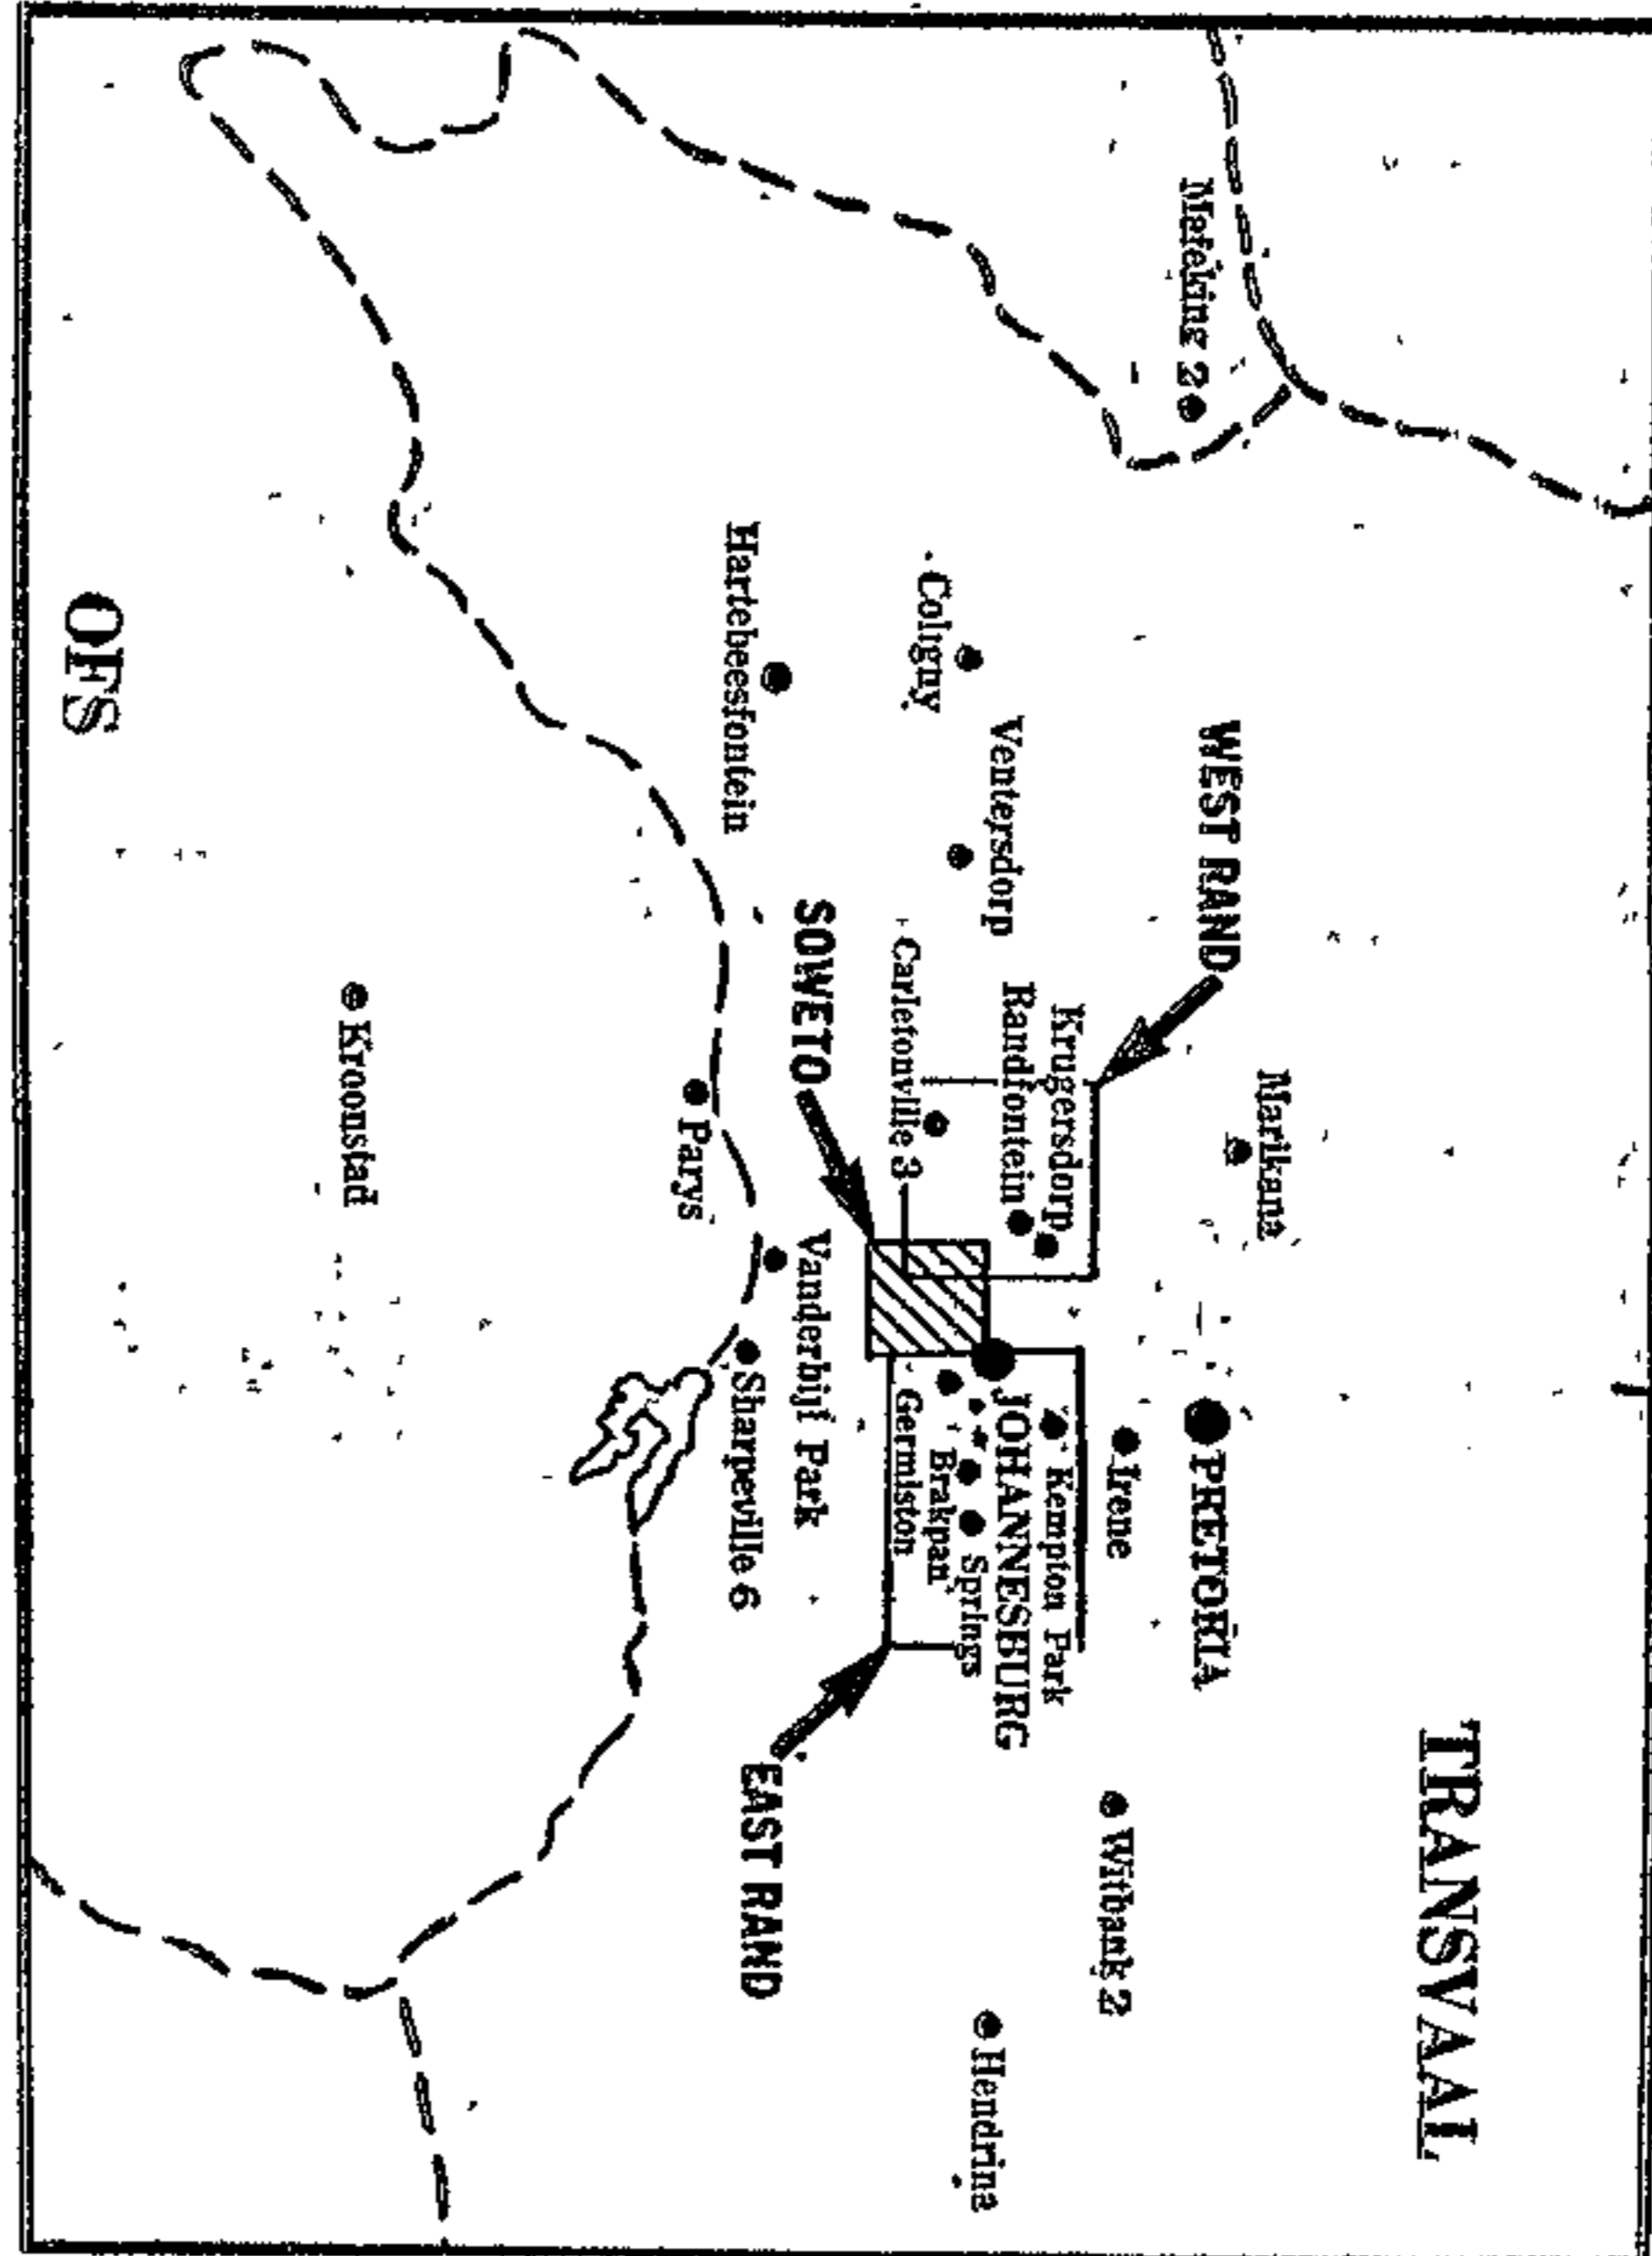 TRANSVAAL
Mafeking 2
Marikana
PRETORIA
WEST RAND
Irene
Witbank 2
Krugersdorp
Randfontein
Kempton Park
JOHANNESBURG
Ventersdorp
Coligny
Springs
Hendrina
Carletonville 3
Brakpan
Germiston
SOWETO
Hartebeesfontein
Vanderbijl Park
EAST RAND
Sharpeville 6
Parys
Kroonstad
OFS